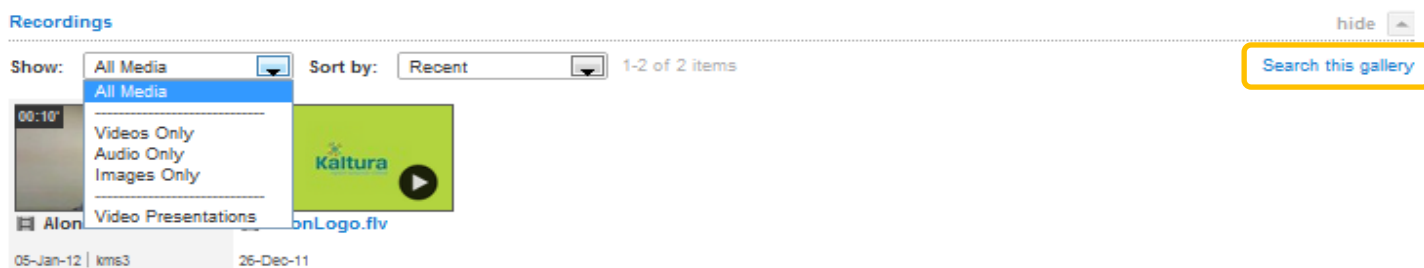 Recordings hide
Show: All Media Sort by: Recent 1-2 of 2 items Search this gallery
All Media
Videos Only
Audio Only
Images Only
Video Presentations
00:10'
Kaltura
Alon onLogo.flv
05-Jan-12 | kms3 26-Dec-11